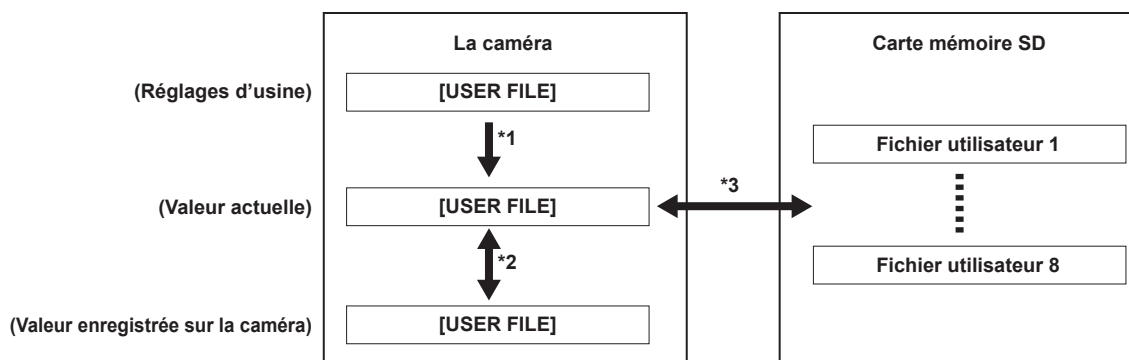 La caméra
Carte mémoire SD
(Réglages d’usine)
[USER FILE]
*1
Fichier utilisateur 1
*3
(Valeur actuelle)
[USER FILE]
*2
Fichier utilisateur 8
(Valeur enregistrée sur la caméra)
[USER FILE]